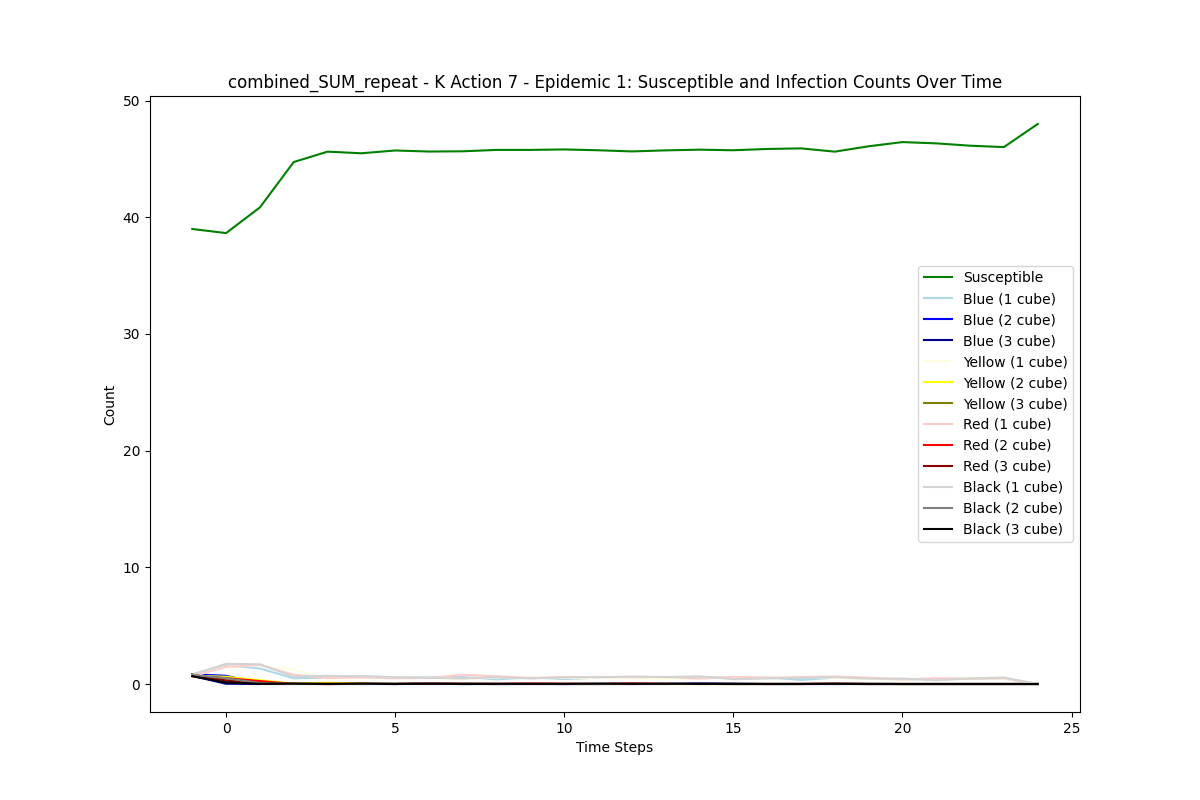 combined_SUM_repeat - K Action 7 - Epidemic 1: Susceptible and Infection Counts Over Time
50
40
30
20
10
0
Count
Susceptible
Blue (1 cube)
Blue (2 cube)
Blue (3 cube)
Yellow (1 cube)
Yellow (2 cube)
Yellow (3 cube)
Red (1 cube)
Red (2 cube)
Red (3 cube)
Black (1 cube)
Black (2 cube)
Black (3 cube)
0 5 10 15 20 25
Time Steps